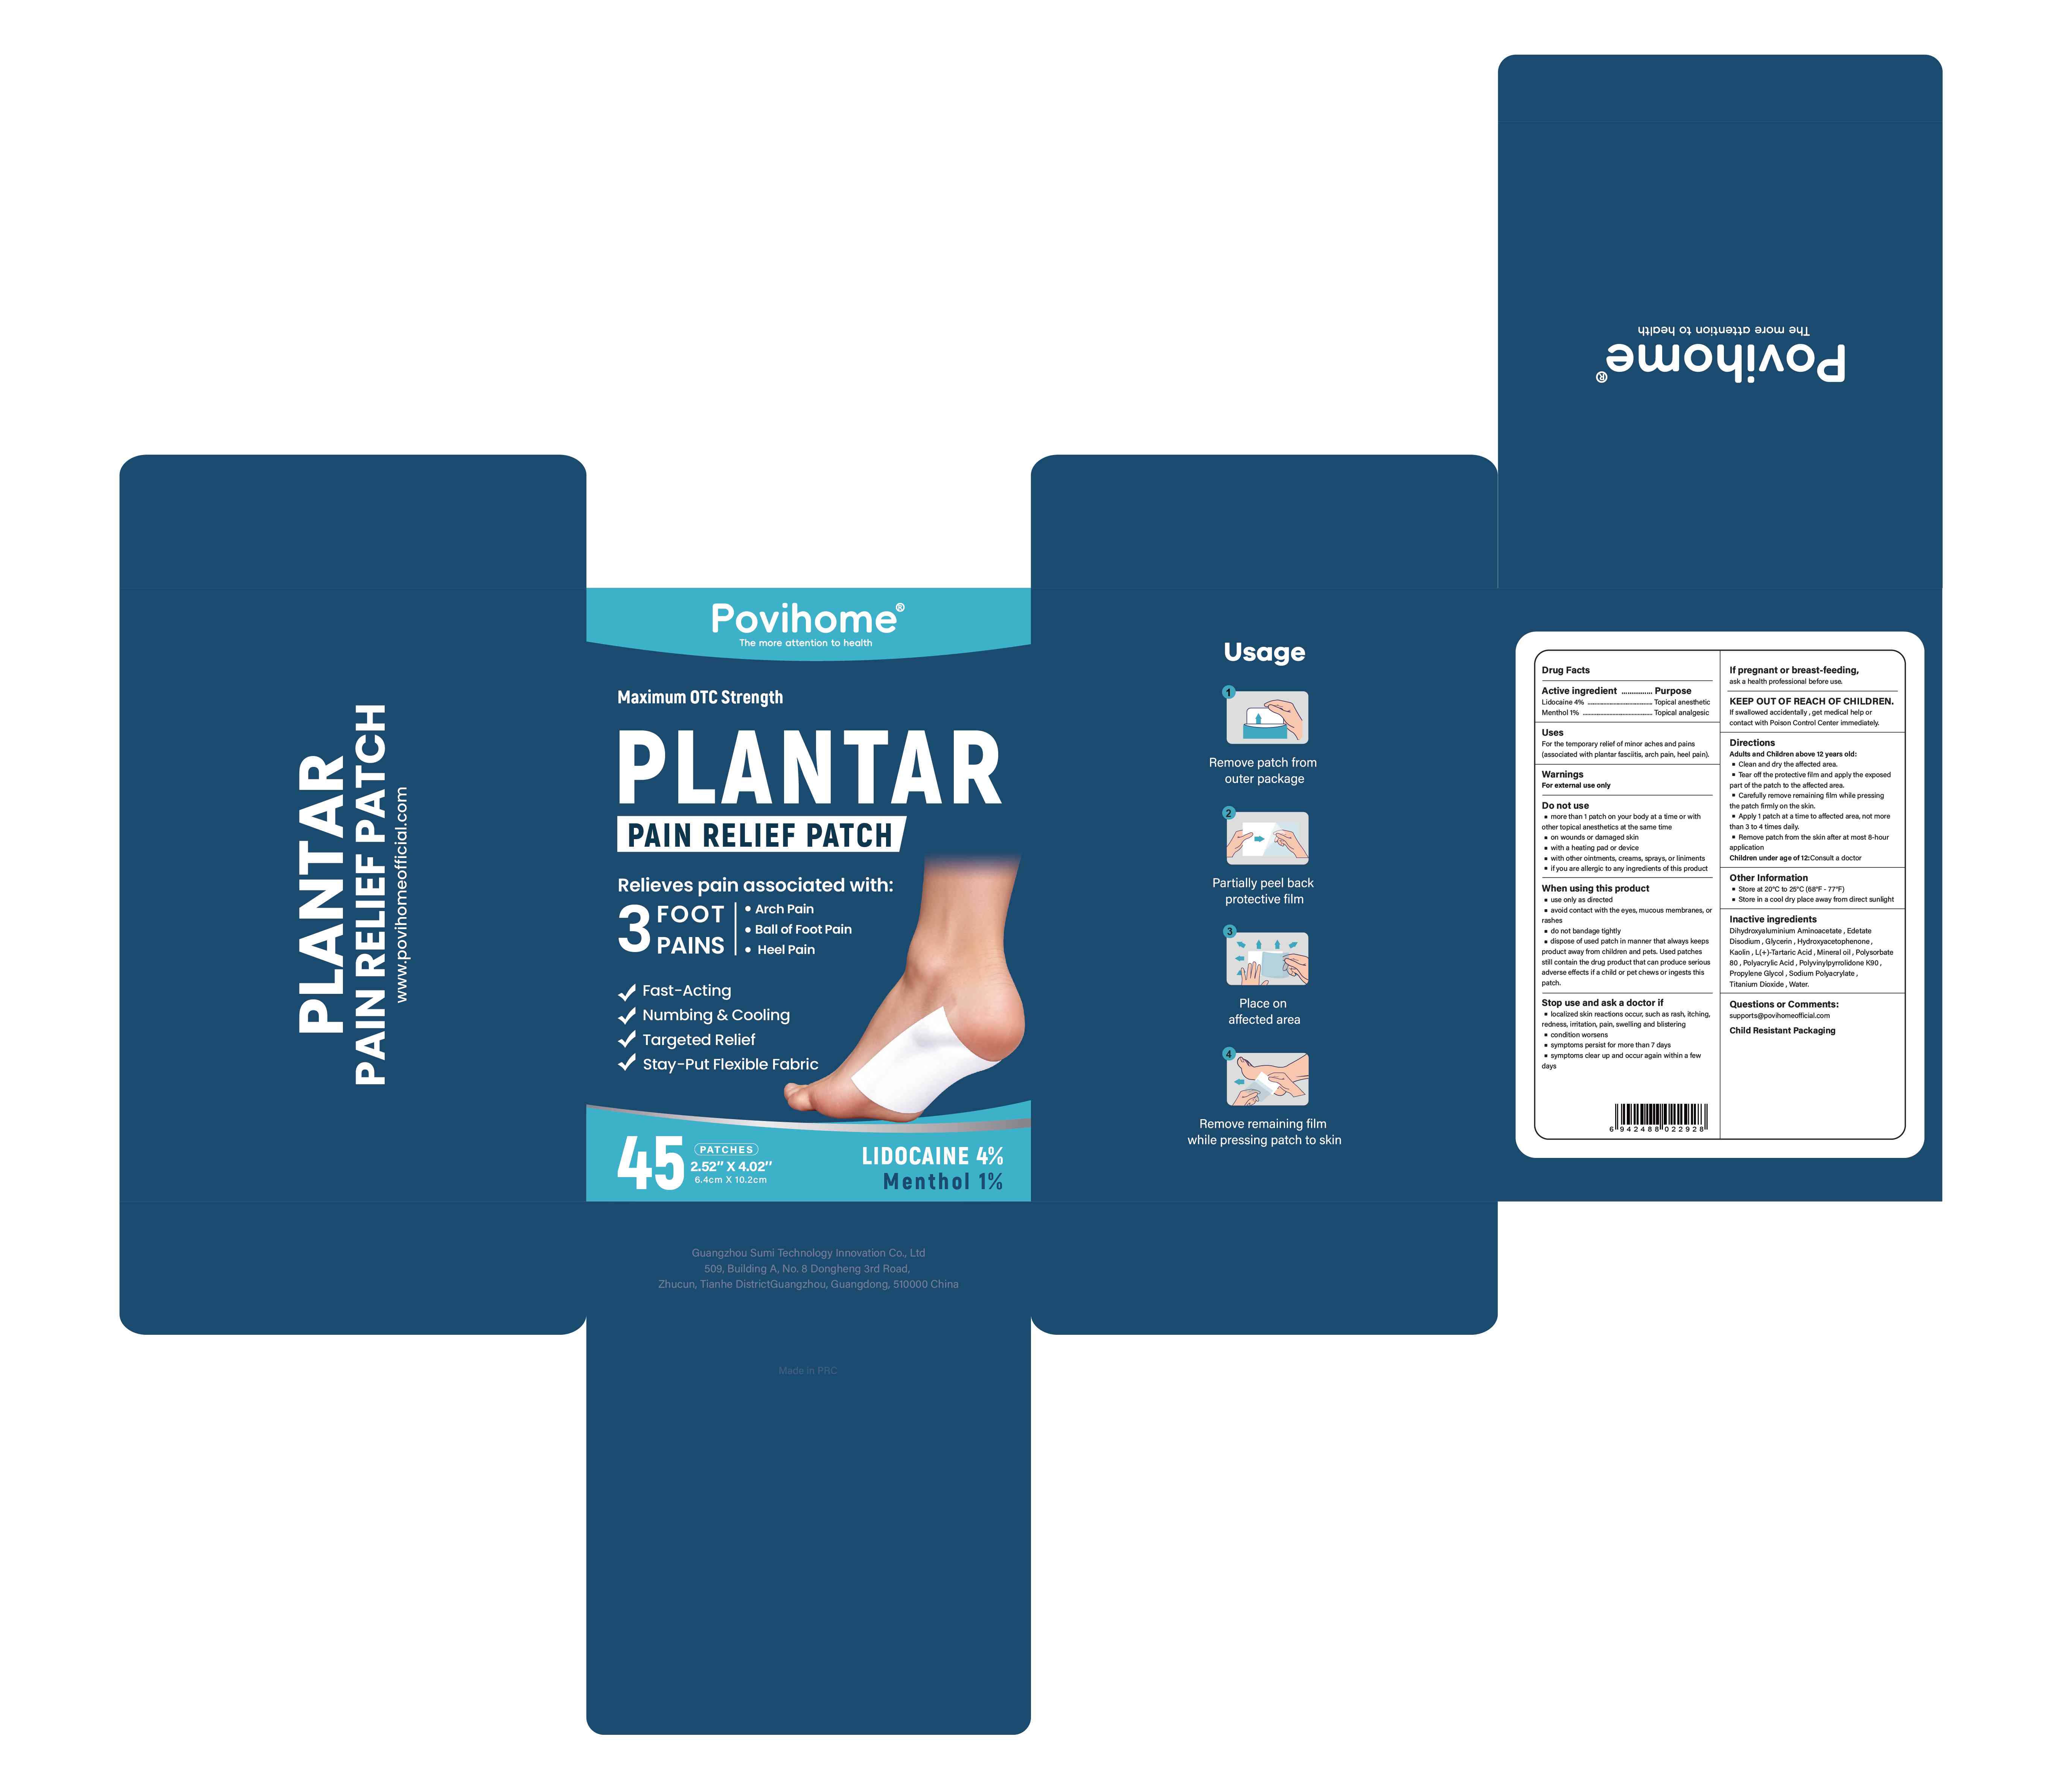 Povihome®
The more attention to health
PLANTAR
PAIN RELIEF PATCH
www.povihomeofficial.com
Povihome®
The more attention to health
Maximum OTC Strength
PLANTAR
PAIN RELIEF PATCH
Relieves pain associated with:
3 FOOT PAINS
• Arch Pain
• Ball of Foot Pain
• Heel Pain
Fast-Acting
Numbing & Cooling
Targeted Relief
Stay-Put Flexible Fabric
45 PATCHES
2.52" X 4.02"
6.4cm X 10.2cm
LIDOCAINE 4%
Menthol 1%
Guangzhou Sumi Technology Innovation Co., Ltd
509, Building A, No. 8 Dongheng 3rd Road,
Zhucun, Tianhe DistrictGuangzhou, Guangdong, 510000 China
Made in PRC
Usage
1
Remove patch from
outer package
2
Partially peel back
protective film
3
Place on
affected area
4
Remove remaining film
while pressing patch to skin
Drug Facts
Active ingredient ............... Purpose
Lidocaine 4% ..................................... Topical anesthetic
Menthol 1% ........................................ Topical analgesic
Uses
For the temporary relief of minor aches and pains
(associated with plantar fasciitis, arch pain, heel pain).
Warnings
For external use only
Do not use
▪ more than 1 patch on your body at a time or with
other topical anesthetics at the same time
▪ on wounds or damaged skin
▪ with a heating pad or device
▪ with other ointments, creams, sprays, or liniments
▪ if you are allergic to any ingredients of this product
When using this product
▪ use only as directed
▪ avoid contact with the eyes, mucous membranes, or
rashes
▪ do not bandage tightly
▪ dispose of used patch in manner that always keeps
product away from children and pets. Used patches
still contain the drug product that can produce serious
adverse effects if a child or pet chews or ingests this
patch.
Stop use and ask a doctor if
▪ localized skin reactions occur, such as rash, itching,
redness, irritation, pain, swelling and blistering
▪ condition worsens
▪ symptoms persist for more than 7 days
▪ symptoms clear up and occur again within a few
days
6 942488 022928
If pregnant or breast-feeding,
ask a health professional before use.
KEEP OUT OF REACH OF CHILDREN.
If swallowed accidentally , get medical help or
contact with Poison Control Center immediately.
Directions
Adults and Children above 12 years old:
▪ Clean and dry the affected area.
▪ Tear off the protective film and apply the exposed
part of the patch to the affected area.
▪ Carefully remove remaining film while pressing
the patch firmly on the skin.
▪ Apply 1 patch at a time to affected area, not more
than 3 to 4 times daily.
▪ Remove patch from the skin after at most 8-hour
application
Children under age of 12:Consult a doctor
Other Information
▪ Store at 20°C to 25°C (68°F - 77°F)
▪ Store in a cool dry place away from direct sunlight
Inactive ingredients
Dihydroxyaluminium Aminoacetate , Edetate
Disodium , Glycerin , Hydroxyacetophenone ,
Kaolin , L(+)-Tartaric Acid , Mineral oil , Polysorbate
80 , Polyacrylic Acid , Polyvinylpyrrolidone K90 ,
Propylene Glycol , Sodium Polyacrylate ,
Titanium Dioxide , Water.
Questions or Comments:
supports@povihomeofficial.com
Child Resistant Packaging